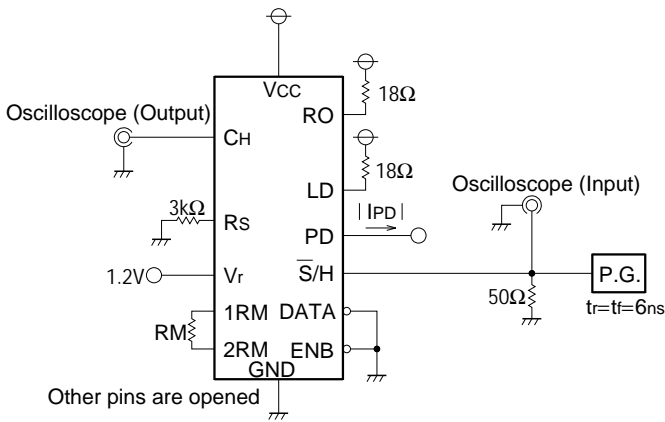 VCC
18Ω
RO
Oscilloscope (Output)
CH
18Ω
LD
Oscilloscope (Input)
3kΩ
RS
|IPD|
PD
1.2V
Vr
S̅/H
P.G.
50Ω
tr=tf=6ns
1RM
DATA
RM
2RM
ENB
GND
Other pins are opened